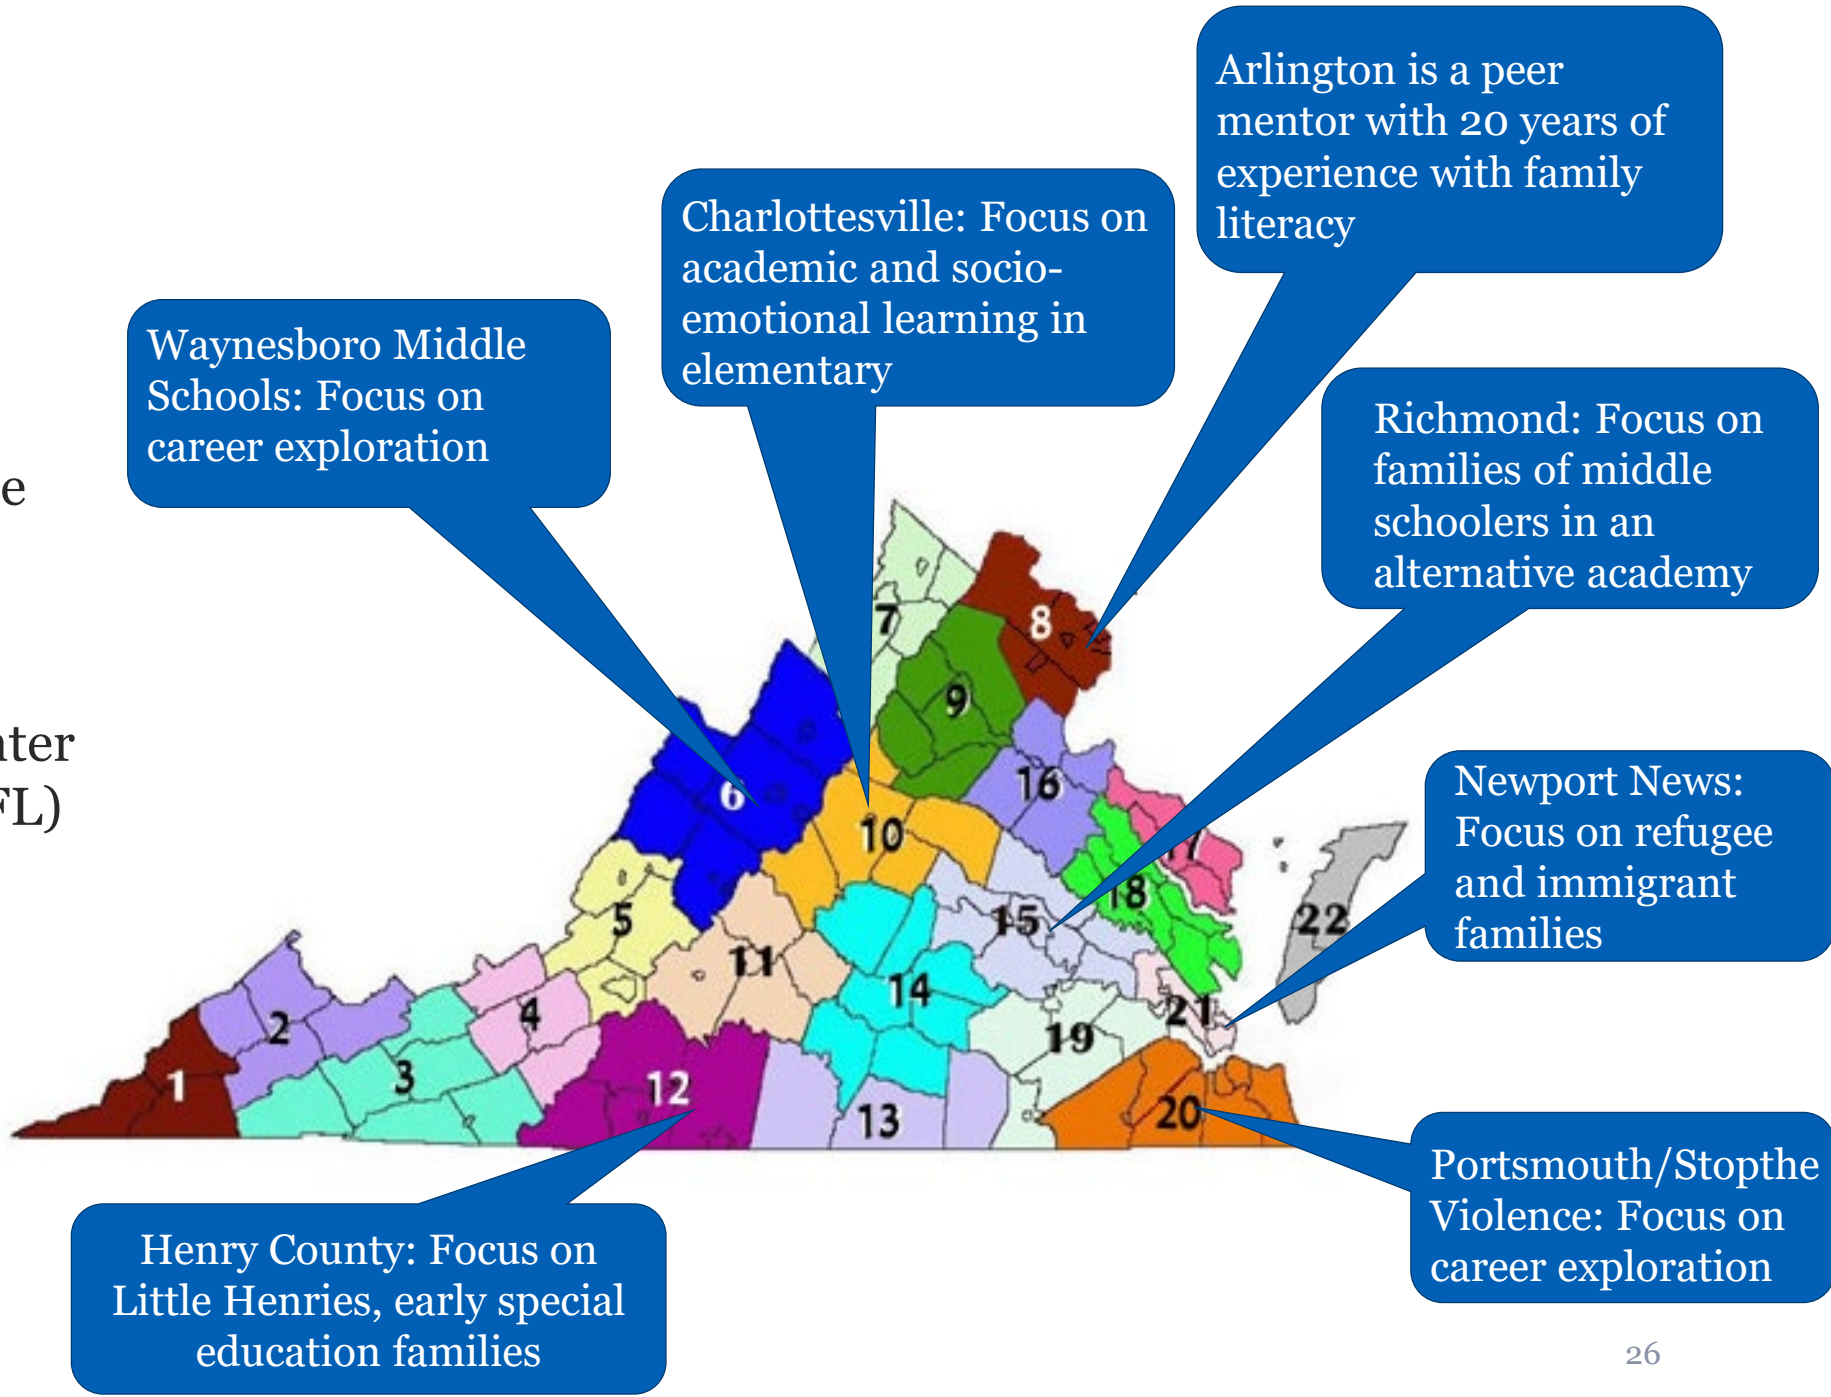 Arlington is a peer
mentor with 20 years of
experience with family
literacy
Charlottesville: Focus on
academic and socio-
emotional learning in
elementary
Waynesboro Middle
Schools: Focus on
career exploration
Richmond: Focus on
families of middle
schoolers in an
alternative academy
e
nter
FL)
7
8
9
6
16
10
17
18
5
15
22
11
14
4
2
21
19
3
1
12
20
13
Newport News:
Focus on refugee
and immigrant
families
Portsmouth/Stopthe
Violence: Focus on
career exploration
Henry County: Focus on
Little Henries, early special
education families
26